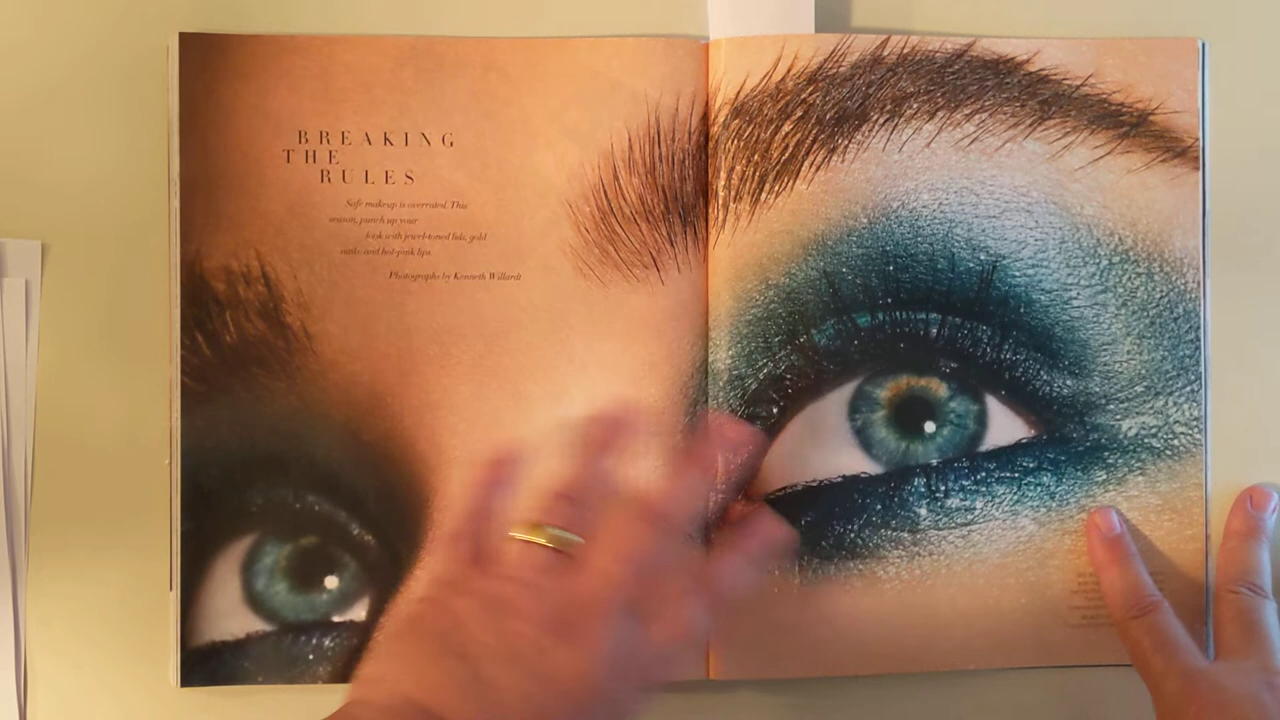 BREAKING
THE
RULES
Safe makeup is overrated. This
season, punch up your
look with jewel-toned lids, gold
nails and hot-pink lips.
Photographs by Kenneth Willardt